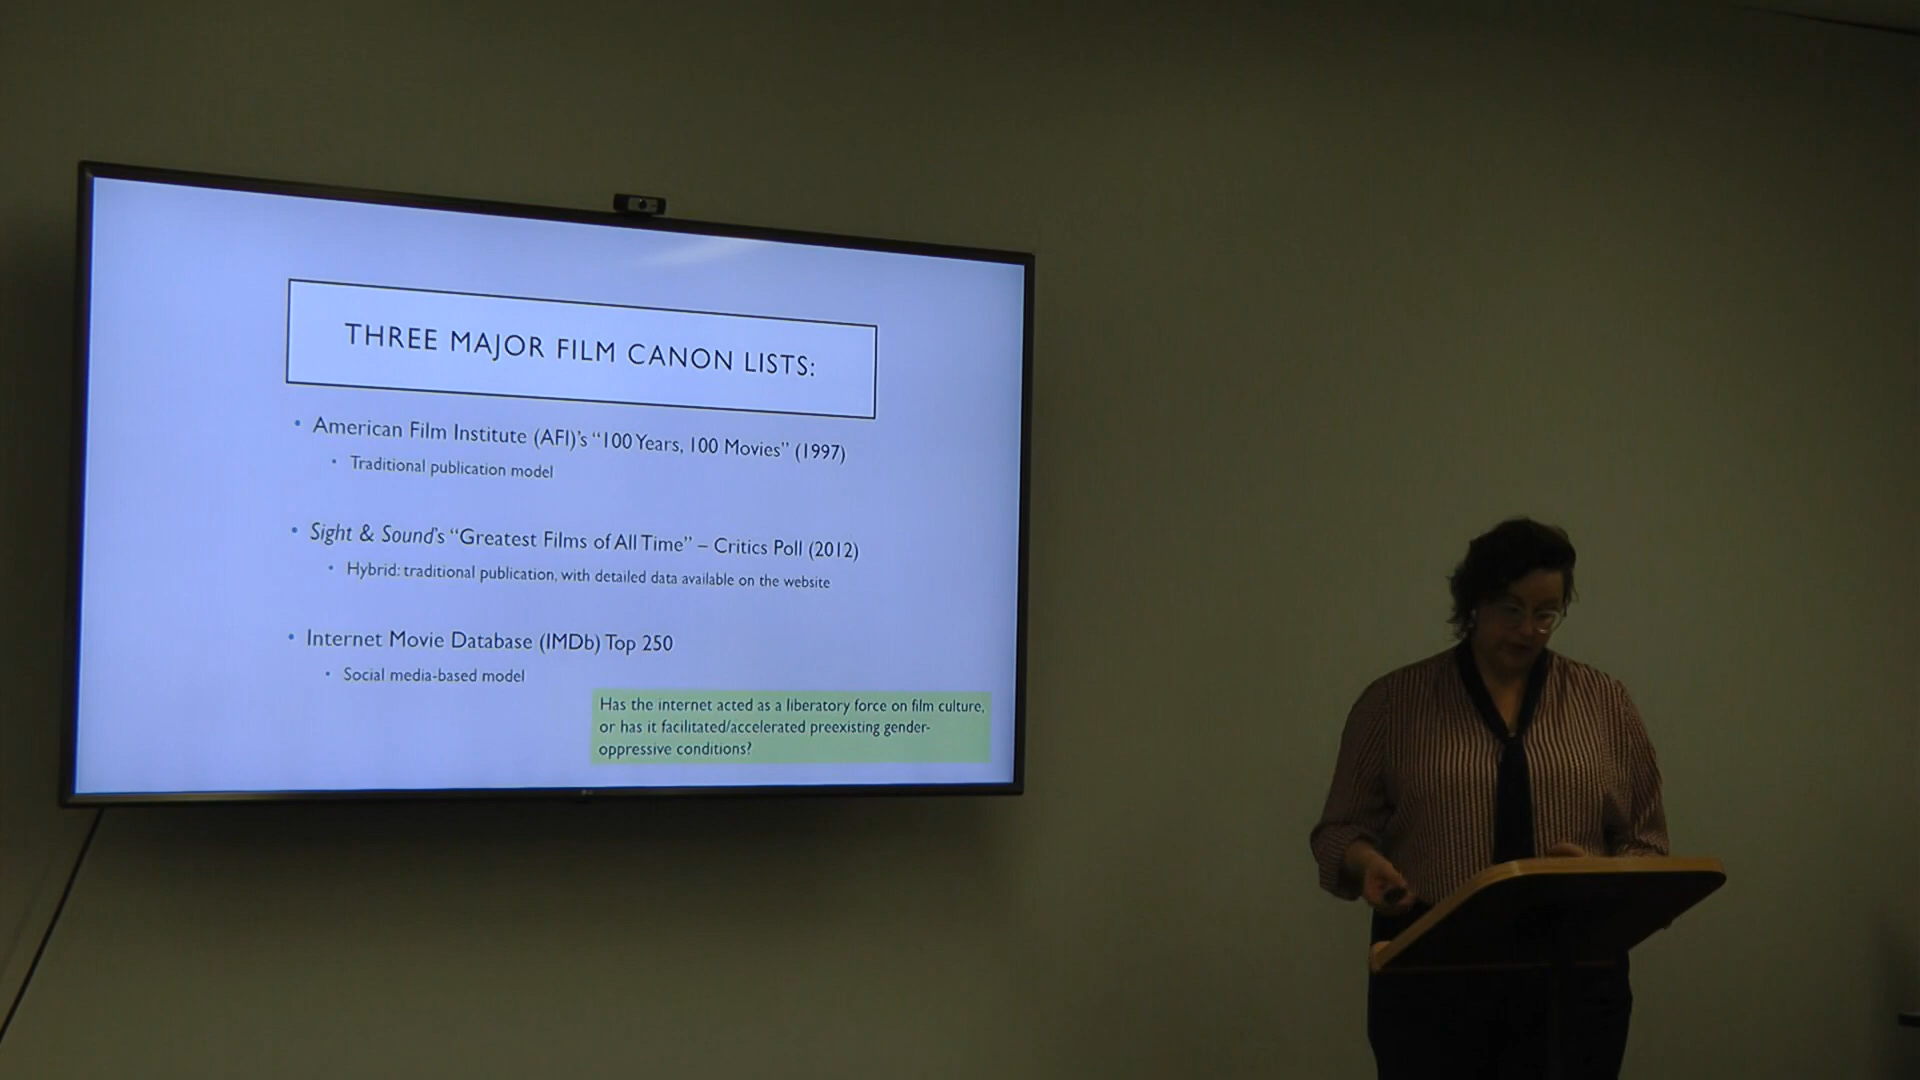 THREE MAJOR FILM CANON LISTS:
• American Film Institute (AFI)'s “100 Years, 100 Movies” (1997)
• Traditional publication model
• Sight & Sound's “Greatest Films of All Time” – Critics Poll (2012)
• Hybrid: traditional publication, with detailed data available on the website
• Internet Movie Database (IMDb) Top 250
• Social media-based model
Has the internet acted as a liberatory force on film culture,
or has it facilitated/accelerated preexisting gender-
oppressive conditions?